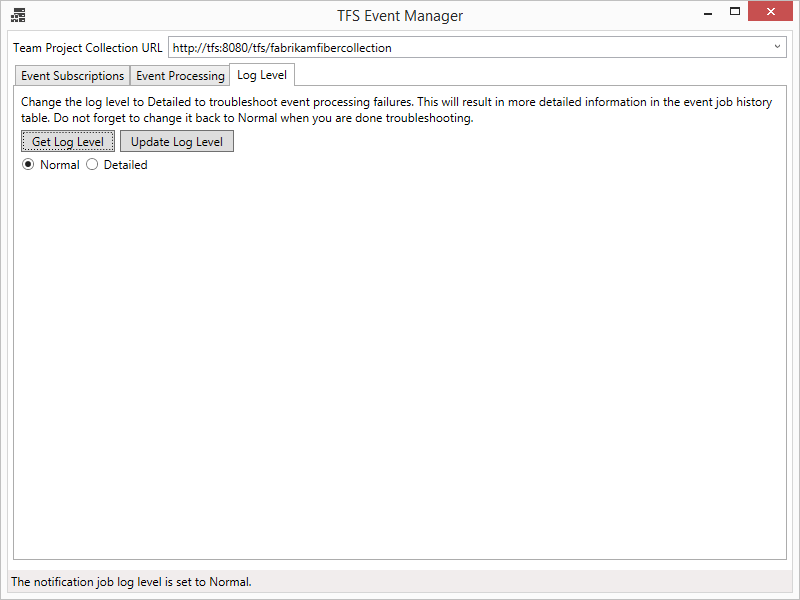 TFS Event Manager
Team Project Collection URL http://tfs:8080/tfs/fabrikamfibercollection
Event Subscriptions Event Processing Log Level
Change the log level to Detailed to troubleshoot event processing failures. This will result in more detailed information in the event job history
table. Do not forget to change it back to Normal when you are done troubleshooting.
Get Log Level Update Log Level
Normal Detailed
The notification job log level is set to Normal.